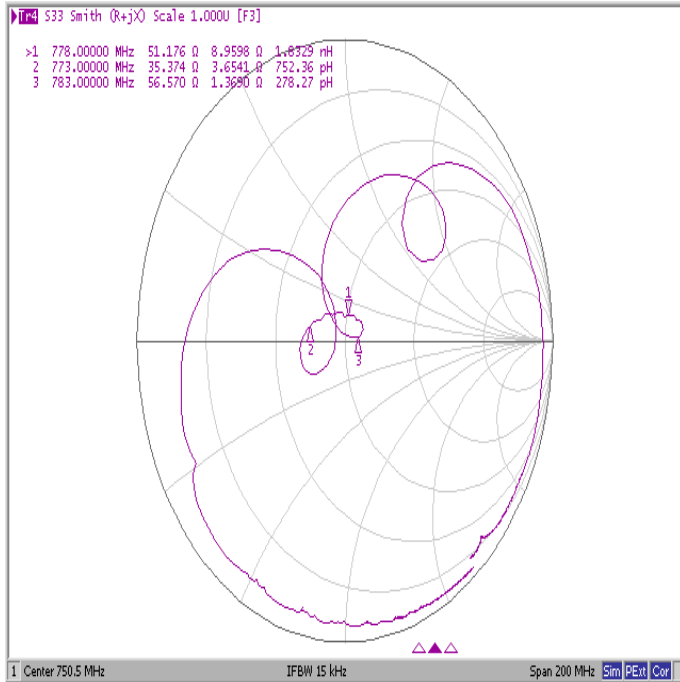 Tr4 S33 Smith (R+jX) Scale 1.000U [F3]
>1 778.00000 MHz 51.176 Ω 8.9598 Ω 1.8329 nH
2 773.00000 MHz 35.374 Ω 3.6541 Ω 752.36 pH
3 783.00000 MHz 56.570 Ω 1.3690 Ω 278.27 pH
1
2
3
1 Center 750.5 MHz IFBW 15 kHz Span 200 MHz Sim PExt Cor